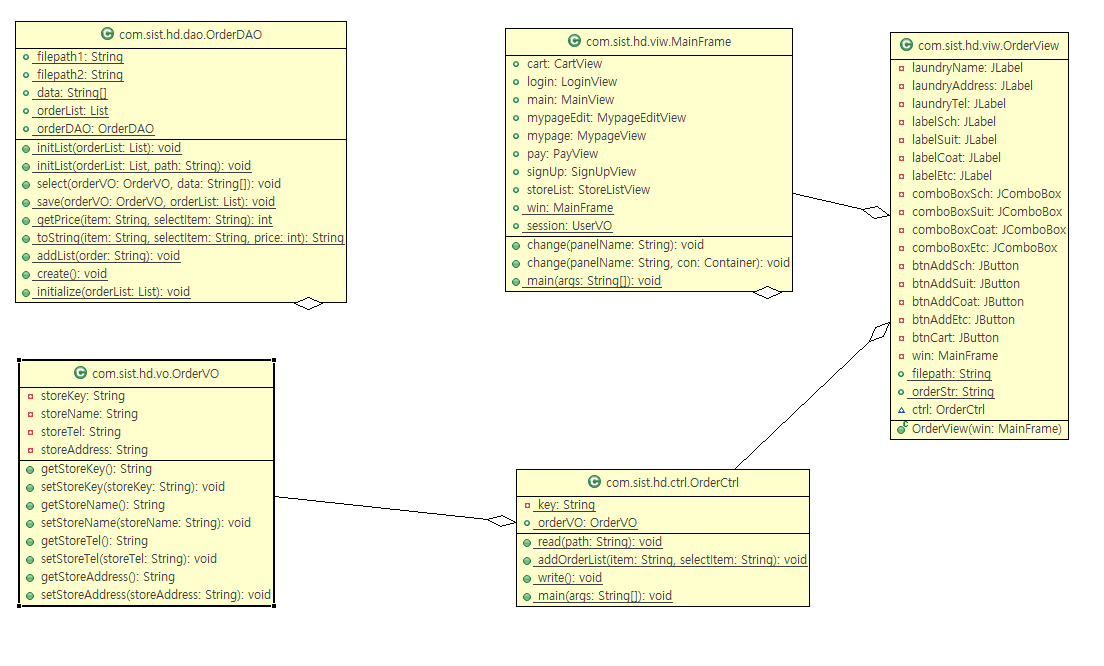 com.sist.hd.dao.OrderDAO
filepath1: String
filepath2: String
data: String[]
orderList: List
orderDAO: OrderDAO
initList(orderList: List): void
initList(orderList: List, path: String): void
select(orderVO: OrderVO, data: String[]): void
save(orderVO: OrderVO, orderList: List): void
getPrice(item: String, selectItem: String): int
toString(item: String, selectItem: String, price: int): String
addList(order: String): void
create(): void
initialize(orderList: List): void
com.sist.hd.viw.MainFrame
cart: CartView
login: LoginView
main: MainView
mypageEdit: MypageEditView
mypage: MypageView
pay: PayView
signUp: SignUpView
storeList: StoreListView
win: MainFrame
session: UserVO
change(panelName: String): void
change(panelName: String, con: Container): void
main(args: String[]): void
com.sist.hd.viw.OrderView
laundryName: JLabel
laundryAddress: JLabel
laundryTel: JLabel
labelSch: JLabel
labelSuit: JLabel
labelCoat: JLabel
labelEtc: JLabel
comboBoxSch: JComboBox
comboBoxSuit: JComboBox
comboBoxCoat: JComboBox
comboBoxEtc: JComboBox
btnAddSch: JButton
btnAddSuit: JButton
btnAddCoat: JButton
btnAddEtc: JButton
btnCart: JButton
win: MainFrame
filepath: String
orderStr: String
ctrl: OrderCtrl
OrderView(win: MainFrame)
com.sist.hd.vo.OrderVO
storeKey: String
storeName: String
storeTel: String
storeAddress: String
getStoreKey(): String
setStoreKey(storeKey: String): void
getStoreName(): String
setStoreName(storeName: String): void
getStoreTel(): String
setStoreTel(storeTel: String): void
getStoreAddress(): String
setStoreAddress(storeAddress: String): void
com.sist.hd.ctrl.OrderCtrl
key: String
orderVO: OrderVO
read(path: String): void
addOrderList(item: String, selectItem: String): void
write(): void
main(args: String[]): void